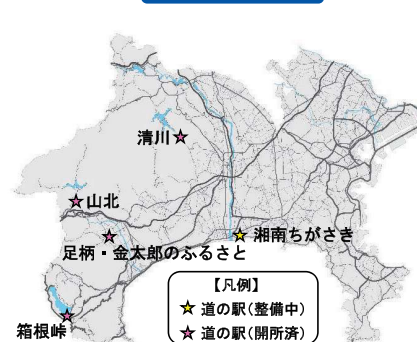 清川
山北
湘南ちがさき
足柄・金太郎のふるさと
箱根峠
【凡例】
道の駅（整備中）
道の駅（開所済）